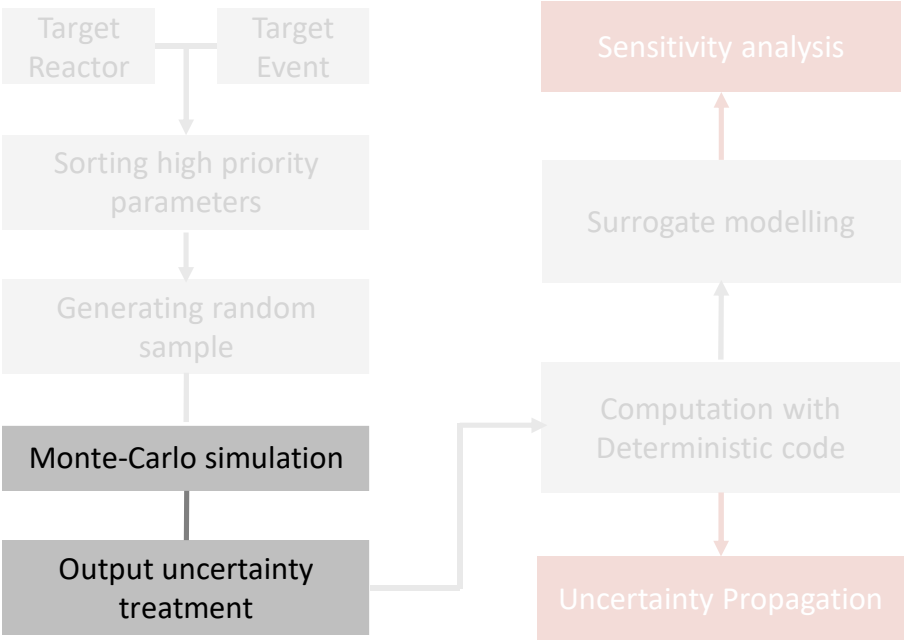 Target
Reactor
Target
Event
Sorting high priority
parameters
Generating random
sample
Monte-Carlo simulation
Output uncertainty
treatment
Sensitivity analysis
Surrogate modelling
Computation with
Deterministic code
Uncertainty Propagation